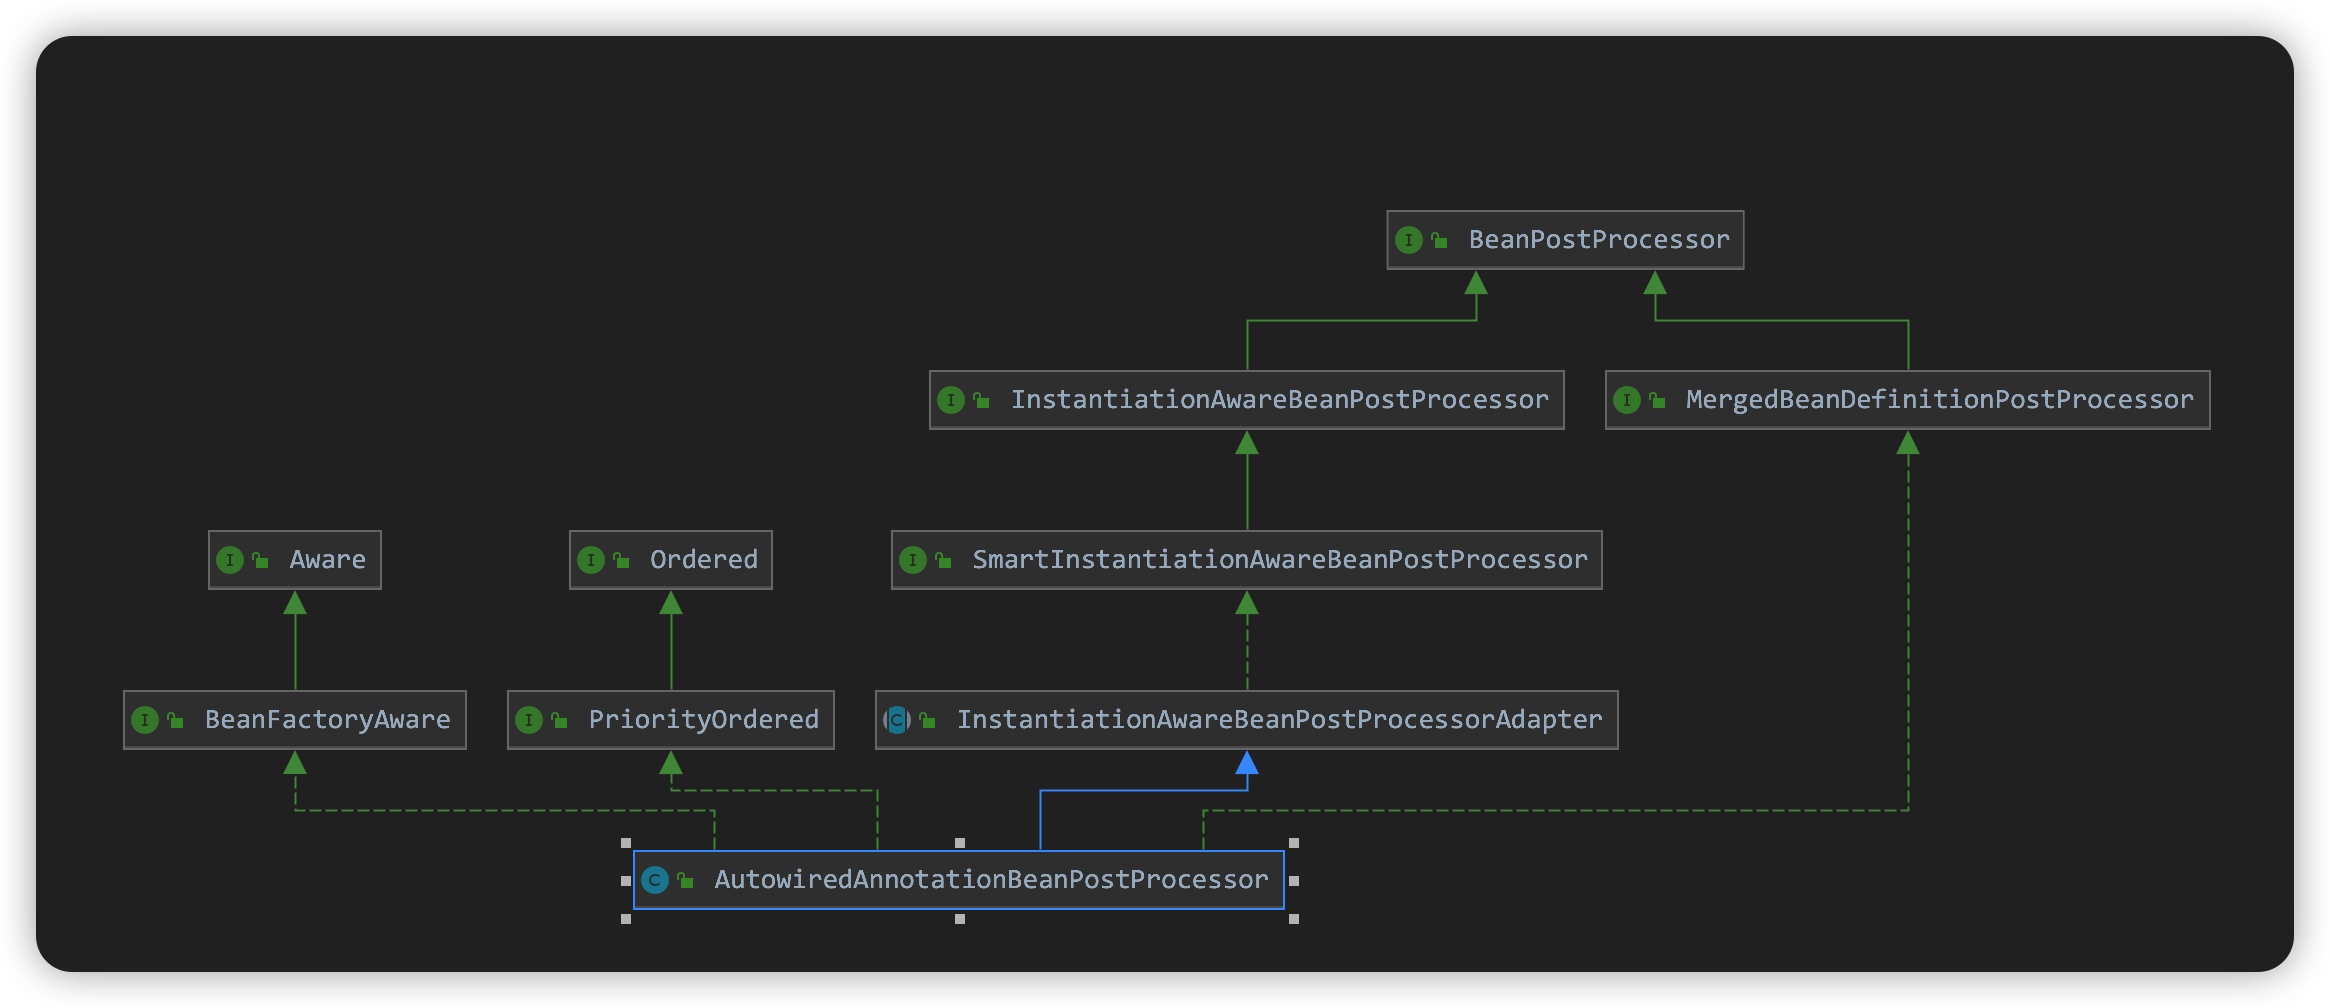 BeanPostProcessor
InstantiationAwareBeanPostProcessor
MergedBeanDefinitionPostProcessor
Aware
Ordered
SmartInstantiationAwareBeanPostProcessor
BeanFactoryAware
PriorityOrdered
InstantiationAwareBeanPostProcessorAdapter
AutowiredAnnotationBeanPostProcessor